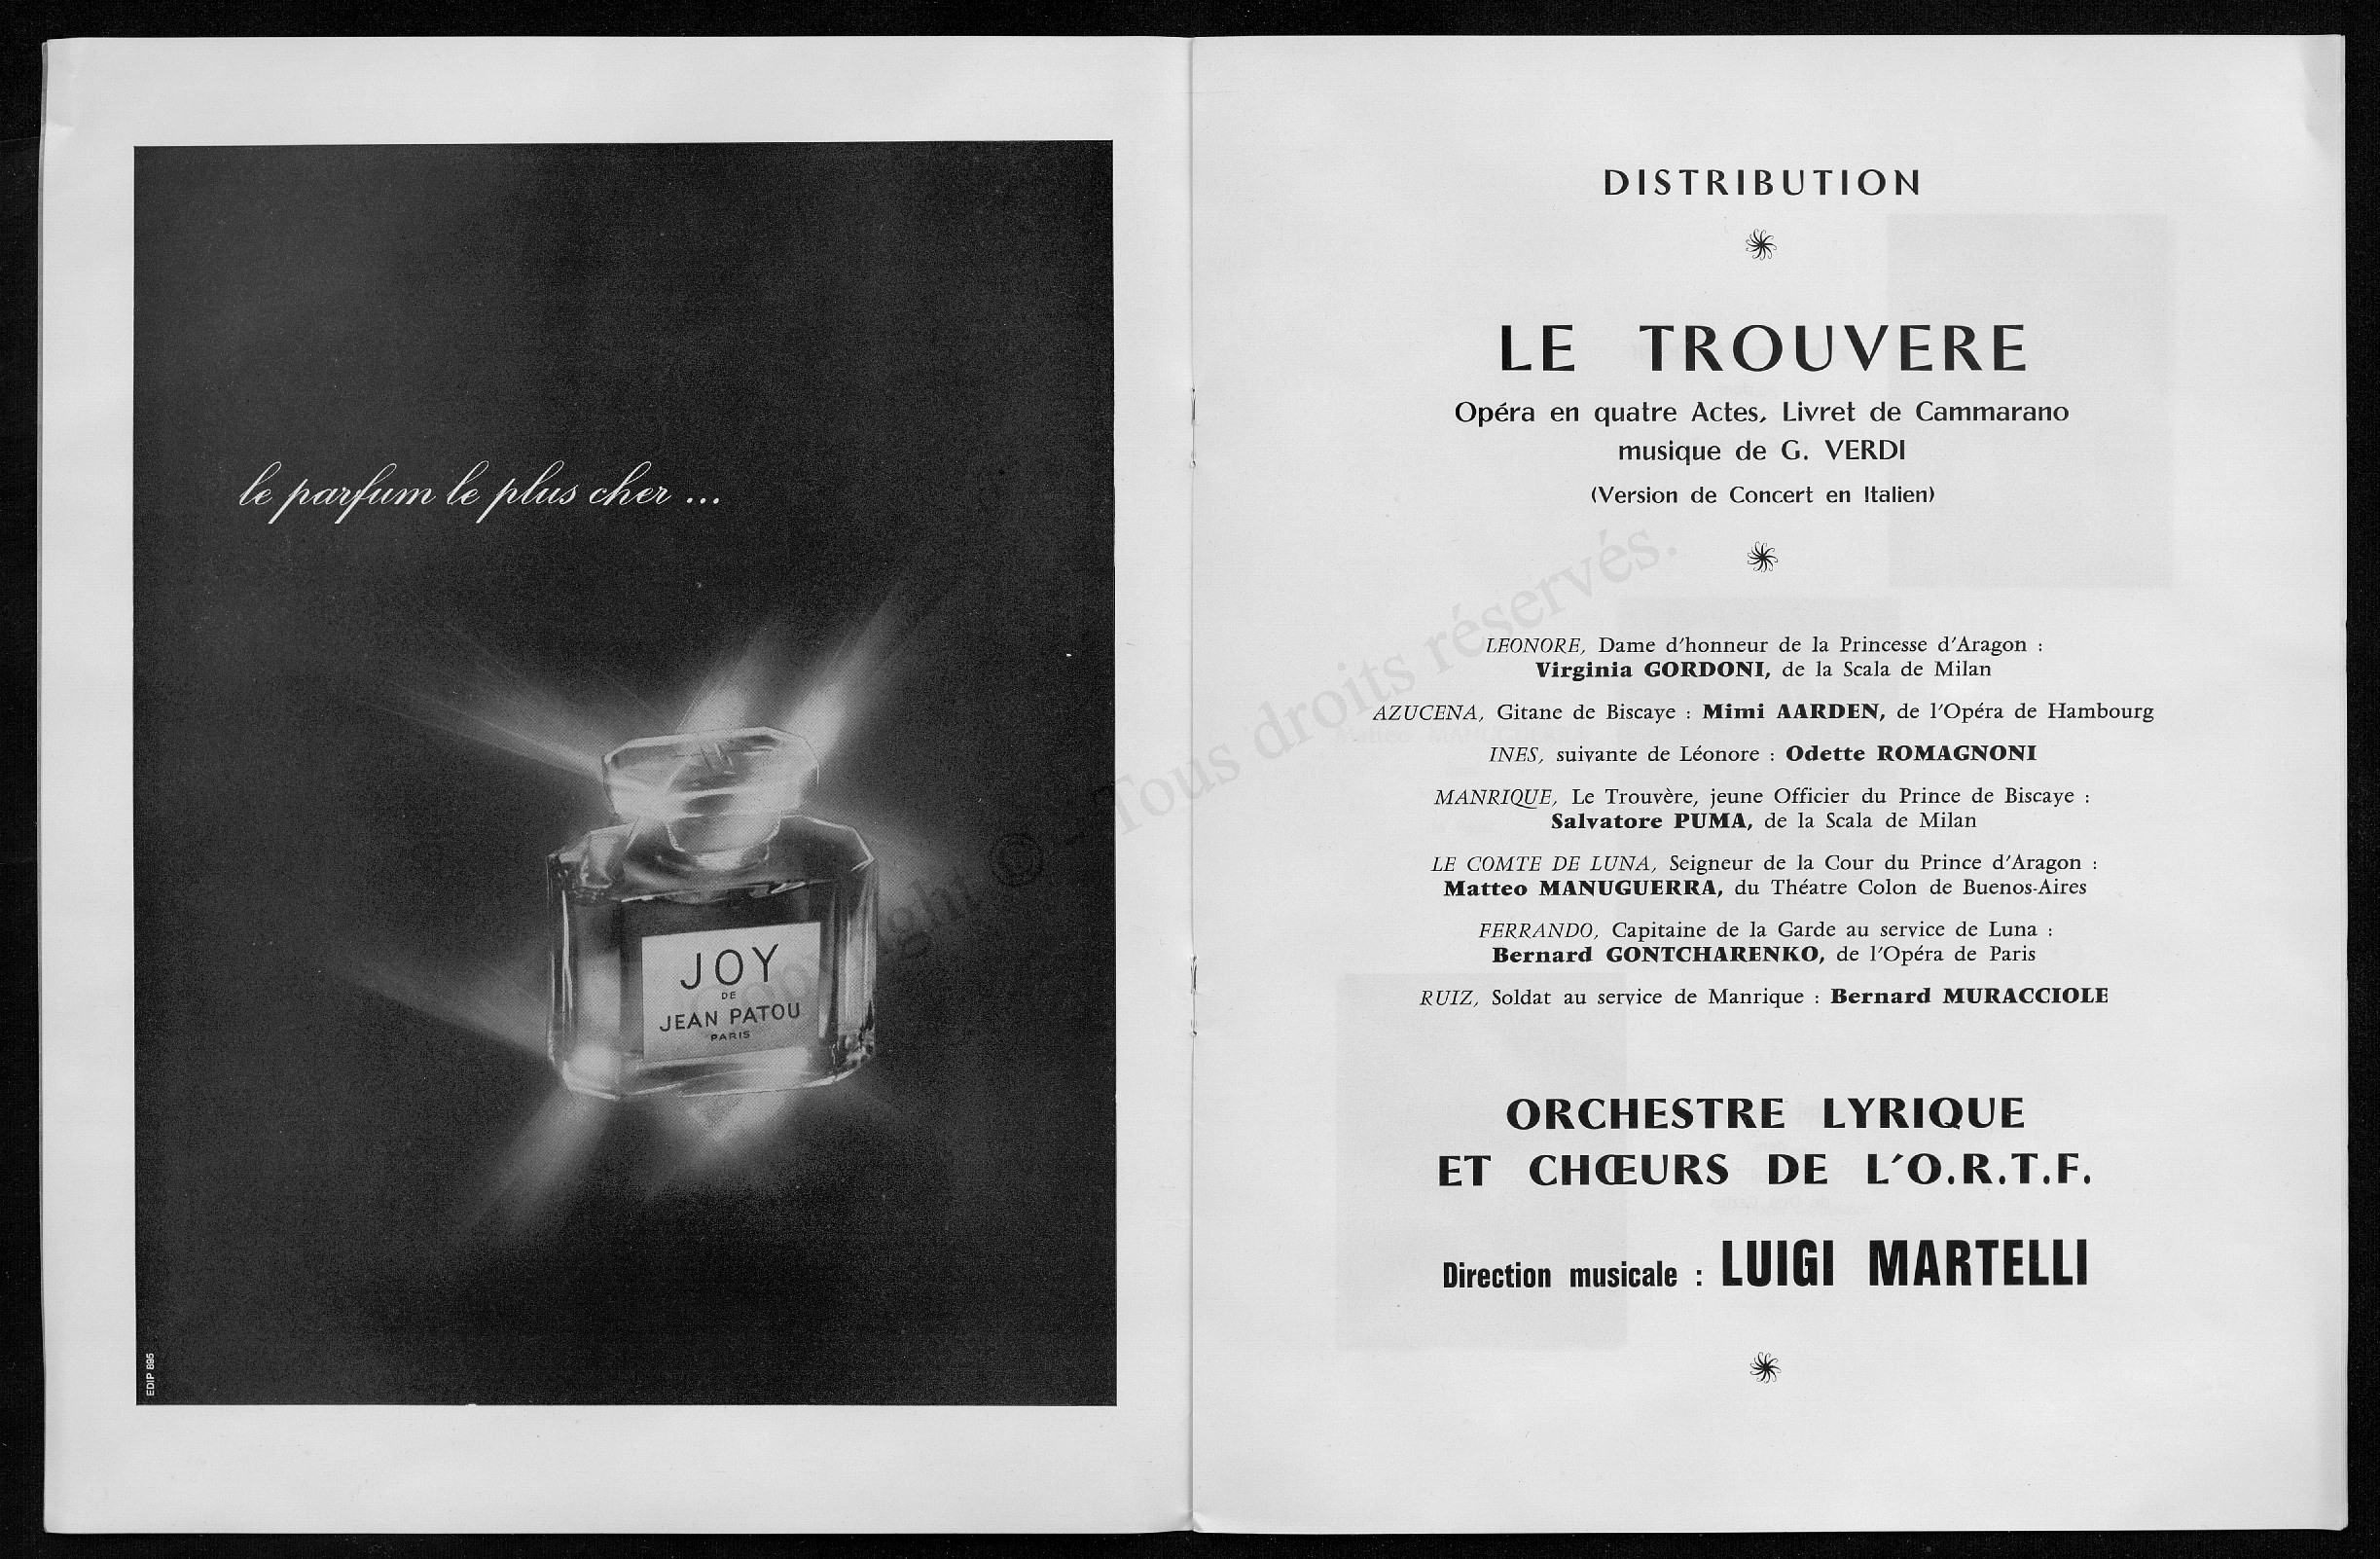 le parfum le plus cher ...
JOY
DE
JEAN PATOU
PARIS
EDIP 895
DISTRIBUTION
LE TROUVERE
Opéra en quatre Actes, Livret de Cammarano
musique de G. VERDI
(Version de Concert en Italien)
LEONORE, Dame d'honneur de la Princesse d'Aragon :
Virginia GORDONI, de la Scala de Milan
AZUCENA, Gitane de Biscaye : Mimi AARDEN, de l'Opéra de Hambourg
INES, suivante de Léonore : Odette ROMAGNONI
MANRIQUE, Le Trouvère, jeune Officier du Prince de Biscaye :
Salvatore PUMA, de la Scala de Milan
LE COMTE DE LUNA, Seigneur de la Cour du Prince d'Aragon :
Matteo MANUGUERRA, du Théatre Colon de Buenos-Aires
FERRANDO, Capitaine de la Garde au service de Luna :
Bernard GONTCHARENKO, de l'Opéra de Paris
RUIZ, Soldat au service de Manrique : Bernard MURACCIOLE
ORCHESTRE LYRIQUE
ET CHŒURS DE L'O.R.T.F.
Direction musicale : LUIGI MARTELLI
Copyright © - Tous droits réservés.